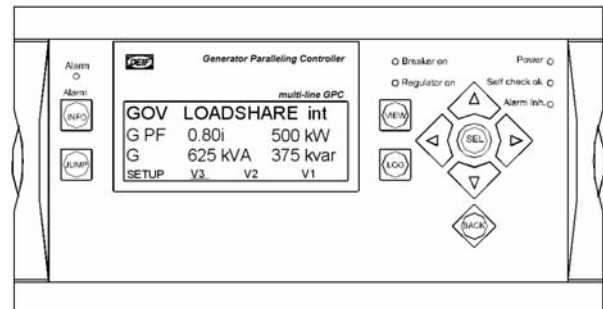 Alarm
Alarm
INFO
JUMP
DEIF
Generator Paralleling Controller
multi-line GPC
GOV LOADSHARE int
G PF 0.80i 500 kW
G 625 kVA 375 kvar
SETUP V3 V2 V1
Breaker on
Regulator on
VIEW
LOG
Power
Self check ok
Alarm Inh.
SEL
BACK